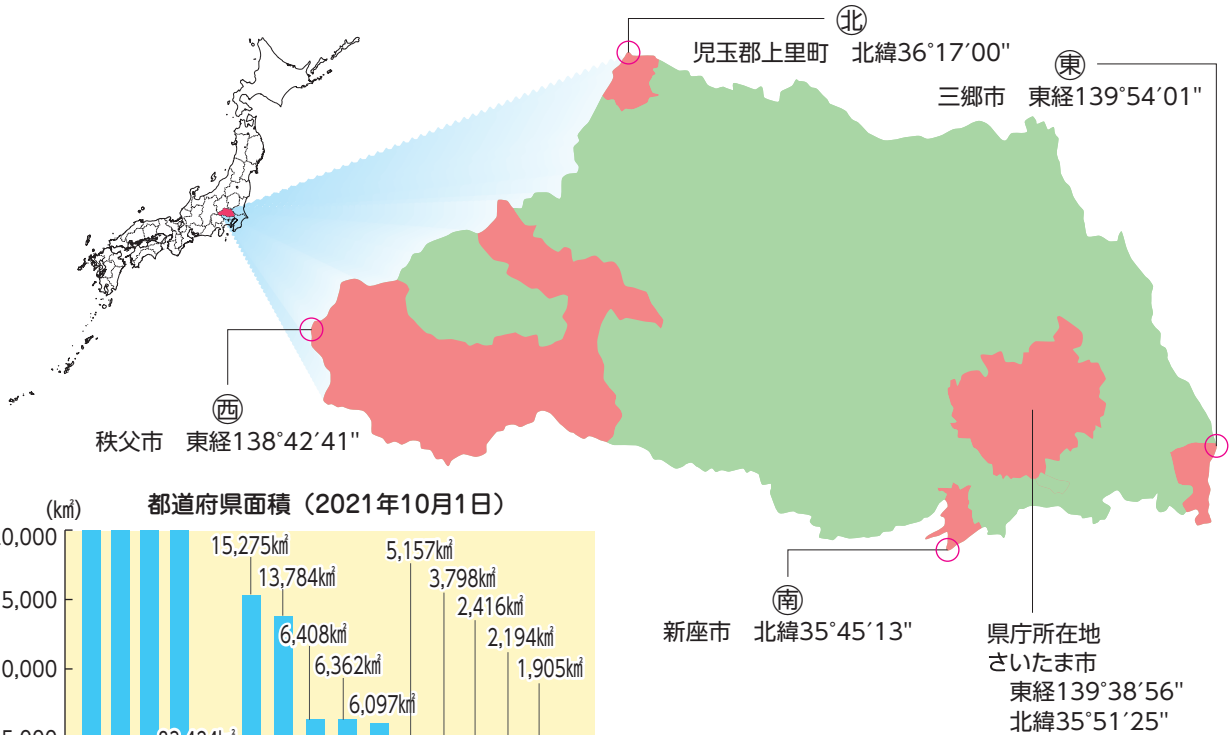 北
児玉郡上里町 北緯36°17′00"
東
三郷市 東経139°54′01"
西
秩父市 東経138°42′41"
南
新座市 北緯35°45′13"
県庁所在地
さいたま市
東経139°38′56"
北緯35°51′25"
都道府県面積（2021年10月1日）
(k㎡)
15,275k㎡
13,784k㎡
6,408k㎡
6,362k㎡
6,097k㎡
5,157k㎡
3,798k㎡
2,416k㎡
2,194k㎡
1,905k㎡